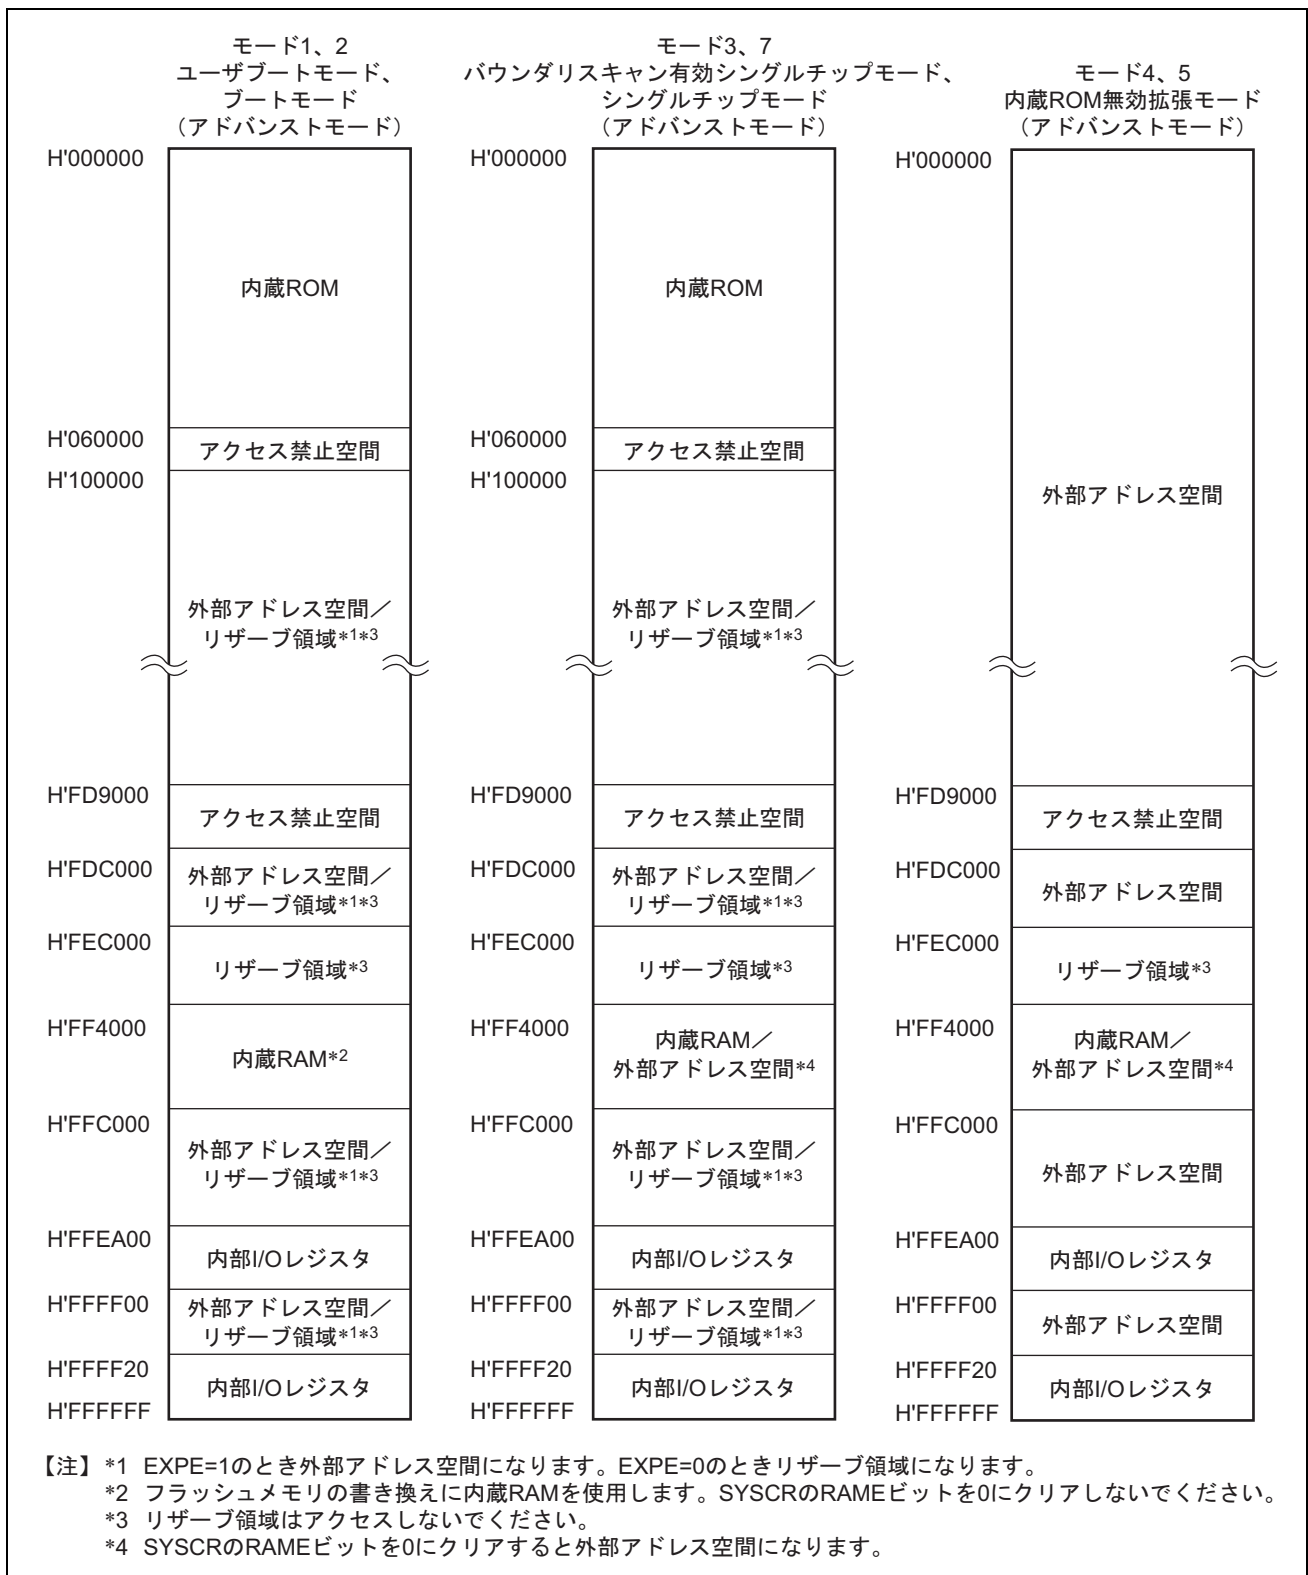 モード1、2
ユーザブートモード、
ブートモード
（アドバンストモード）
H'000000
内蔵ROM
H'060000
アクセス禁止空間
H'100000
外部アドレス空間／
リザーブ領域*1*3
H'FD9000
アクセス禁止空間
H'FDC000
外部アドレス空間／
リザーブ領域*1*3
H'FEC000
リザーブ領域*3
H'FF4000
内蔵RAM*2
H'FFC000
外部アドレス空間／
リザーブ領域*1*3
H'FFEA00
内部I/Oレジスタ
H'FFFF00
外部アドレス空間／
リザーブ領域*1*3
H'FFFF20
内部I/Oレジスタ
H'FFFFFF
モード3、7
バウンダリスキャン有効シングルチップモード、
シングルチップモード
（アドバンストモード）
H'000000
内蔵ROM
H'060000
アクセス禁止空間
H'100000
外部アドレス空間／
リザーブ領域*1*3
H'FD9000
アクセス禁止空間
H'FDC000
外部アドレス空間／
リザーブ領域*1*3
H'FEC000
リザーブ領域*3
H'FF4000
内蔵RAM／
外部アドレス空間*4
H'FFC000
外部アドレス空間／
リザーブ領域*1*3
H'FFEA00
内部I/Oレジスタ
H'FFFF00
外部アドレス空間／
リザーブ領域*1*3
H'FFFF20
内部I/Oレジスタ
H'FFFFFF
モード4、5
内蔵ROM無効拡張モード
（アドバンストモード）
H'000000
外部アドレス空間
H'FD9000
アクセス禁止空間
H'FDC000
外部アドレス空間
H'FEC000
リザーブ領域*3
H'FF4000
内蔵RAM／
外部アドレス空間*4
H'FFC000
外部アドレス空間
H'FFEA00
内部I/Oレジスタ
H'FFFF00
外部アドレス空間
H'FFFF20
内部I/Oレジスタ
H'FFFFFF
【注】*1 EXPE=1のとき外部アドレス空間になります。EXPE=0のときリザーブ領域になります。
*2 フラッシュメモリの書き換えに内蔵RAMを使用します。SYSCRのRAMEビットを0にクリアしないでください。
*3 リザーブ領域はアクセスしないでください。
*4 SYSCRのRAMEビットを0にクリアすると外部アドレス空間になります。